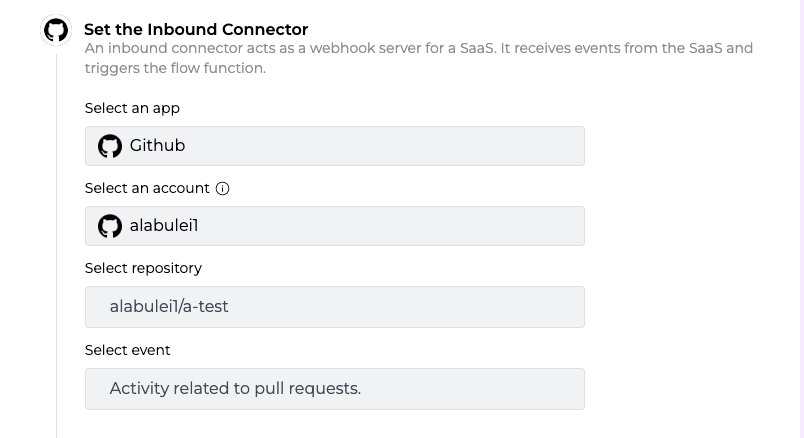 Set the Inbound Connector
An inbound connector acts as a webhook server for a SaaS. It receives events from the SaaS and
triggers the flow function.
Select an app
Github
Select an account
alabulei1
Select repository
alabulei1/a-test
Select event
Activity related to pull requests.